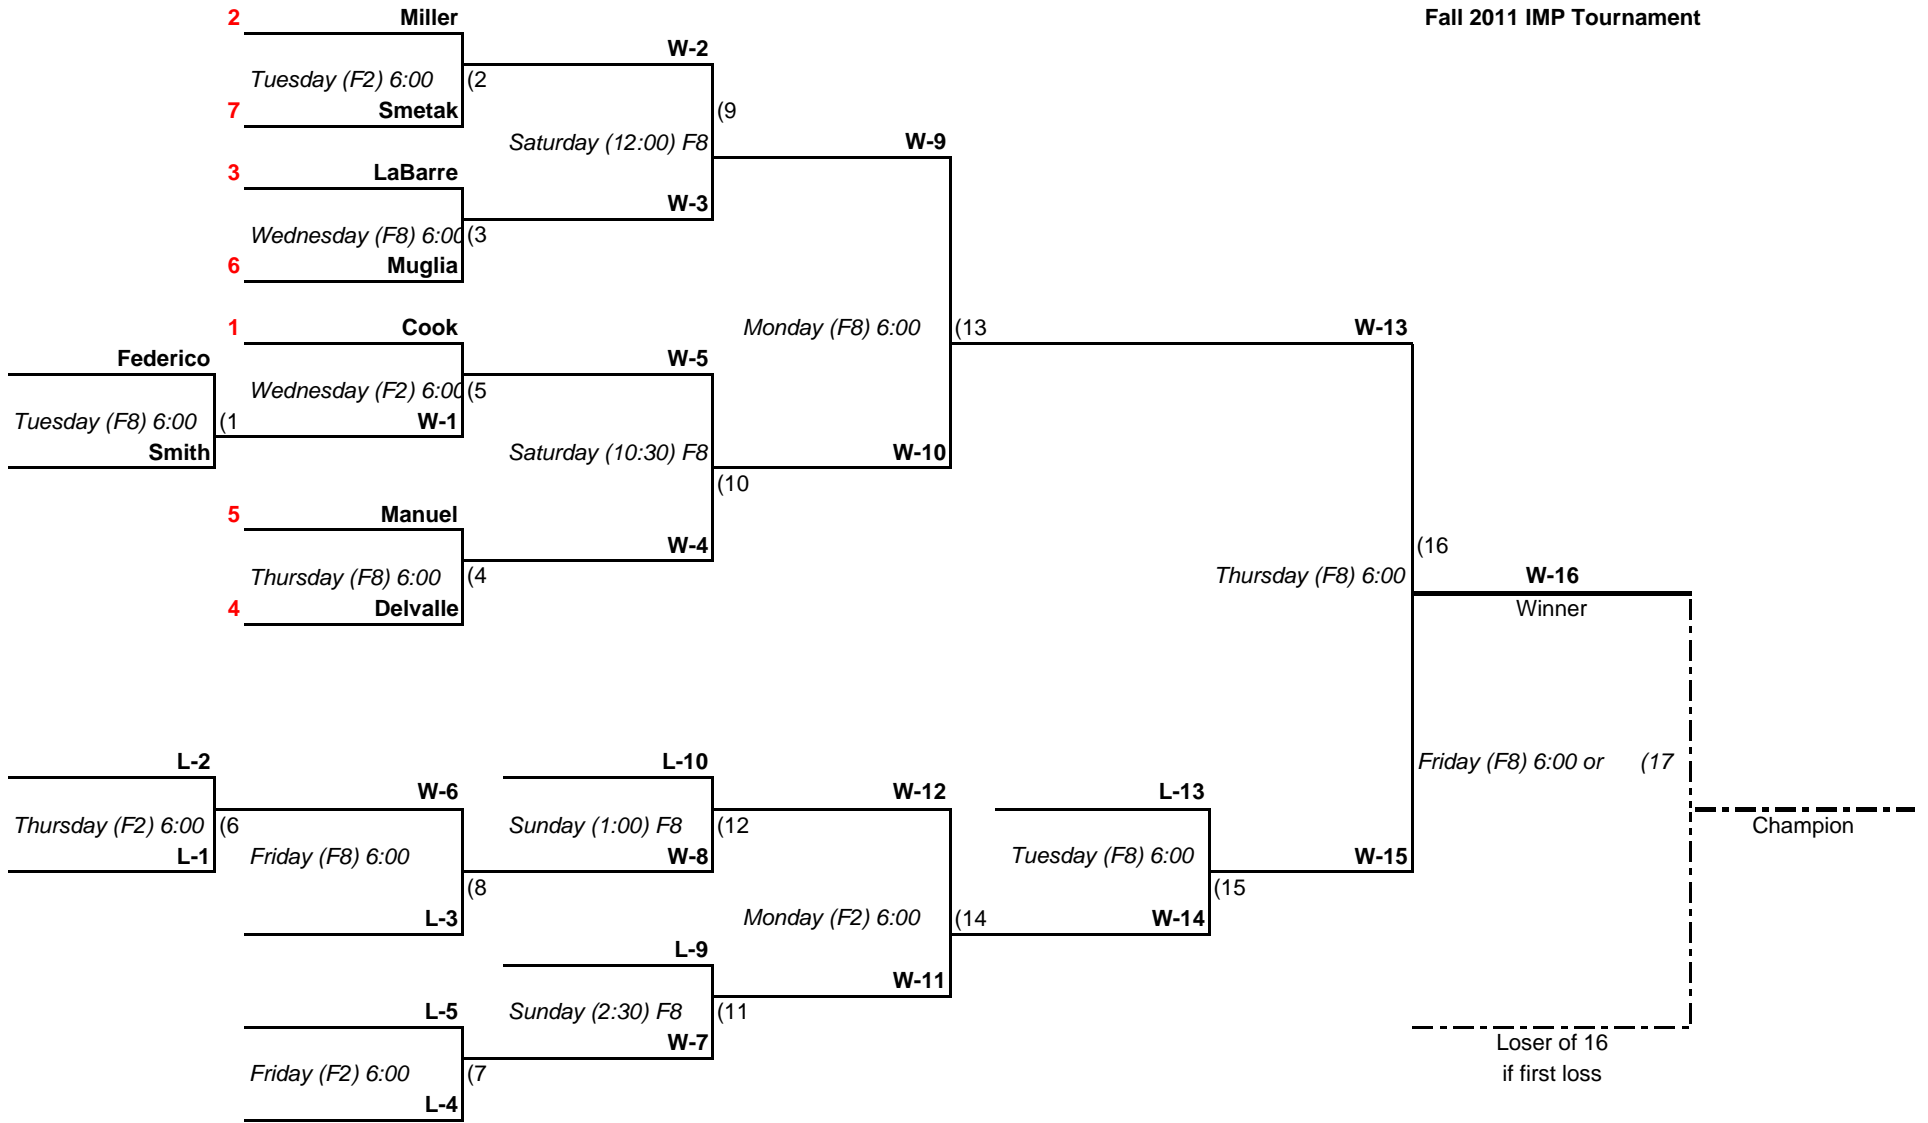 2 Miller
Fall 2011 IMP Tournament
W-2
Tuesday (F2) 6:00 (2
7 Smetak
(9
Saturday (12:00) F8
W-9
3 LaBarre
W-3
Wednesday (F8) 6:00 (3
6 Muglia
1 Cook
Monday (F8) 6:00 (13
W-13
Federico
W-5
Wednesday (F2) 6:00 (5
Tuesday (F8) 6:00 (1
W-1
Smith
Saturday (10:30) F8
W-10
(10
5 Manuel
W-4
(16
Thursday (F8) 6:00 (4
Thursday (F8) 6:00
W-16
4 Delvalle
Winner
L-2
L-10
Friday (F8) 6:00 or (17
W-6
W-12
L-13
Thursday (F2) 6:00 (6
Sunday (1:00) F8 (12
Champion
L-1
Friday (F8) 6:00
W-8
Tuesday (F8) 6:00
W-15
(8
(15
L-3
Monday (F2) 6:00 (14
W-14
L-9
W-11
L-5
Sunday (2:30) F8 (11
W-7
Loser of 16
Friday (F2) 6:00 (7
if first loss
L-4